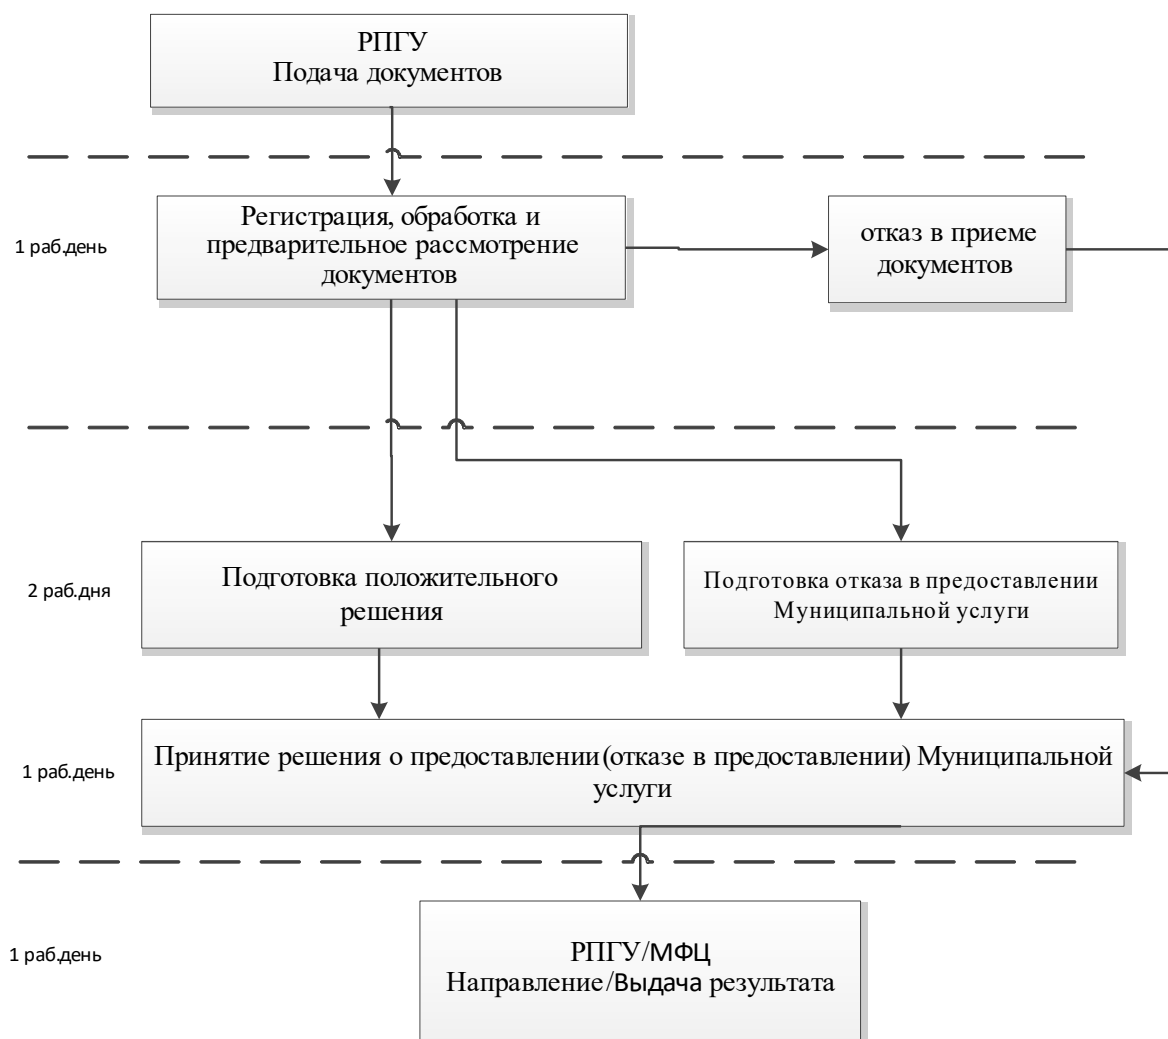 РПГУ
Подача документов
1 раб.день
Регистрация, обработка и
предварительное рассмотрение
документов
отказ в приеме
документов
2 раб.дня
Подготовка положительного
решения
Подготовка отказа в предоставлении
Муниципальной услуги
1 раб.день
Принятие решения о предоставлении (отказе в предоставлении) Муниципальной
услуги
1 раб.день
РПГУ/МФЦ
Направление/Выдача результата